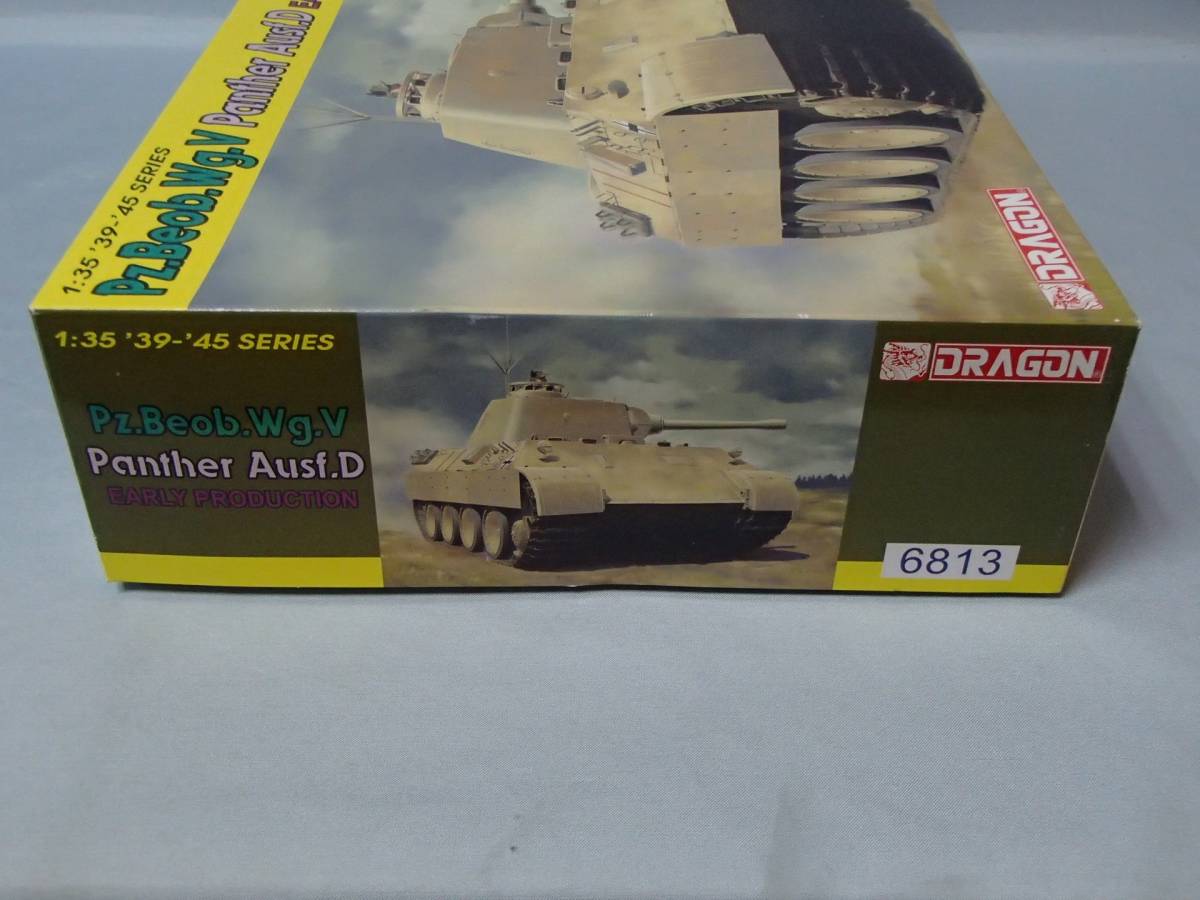 1:35 '39-'45 SERIES
Pz.Beob.Wg.V Panther Ausf.D
DRAGON
1:35 '39-'45 SERIES
Pz.Beob.Wg.V
Panther Ausf.D
EARLY PRODUCTION
DRAGON
6813